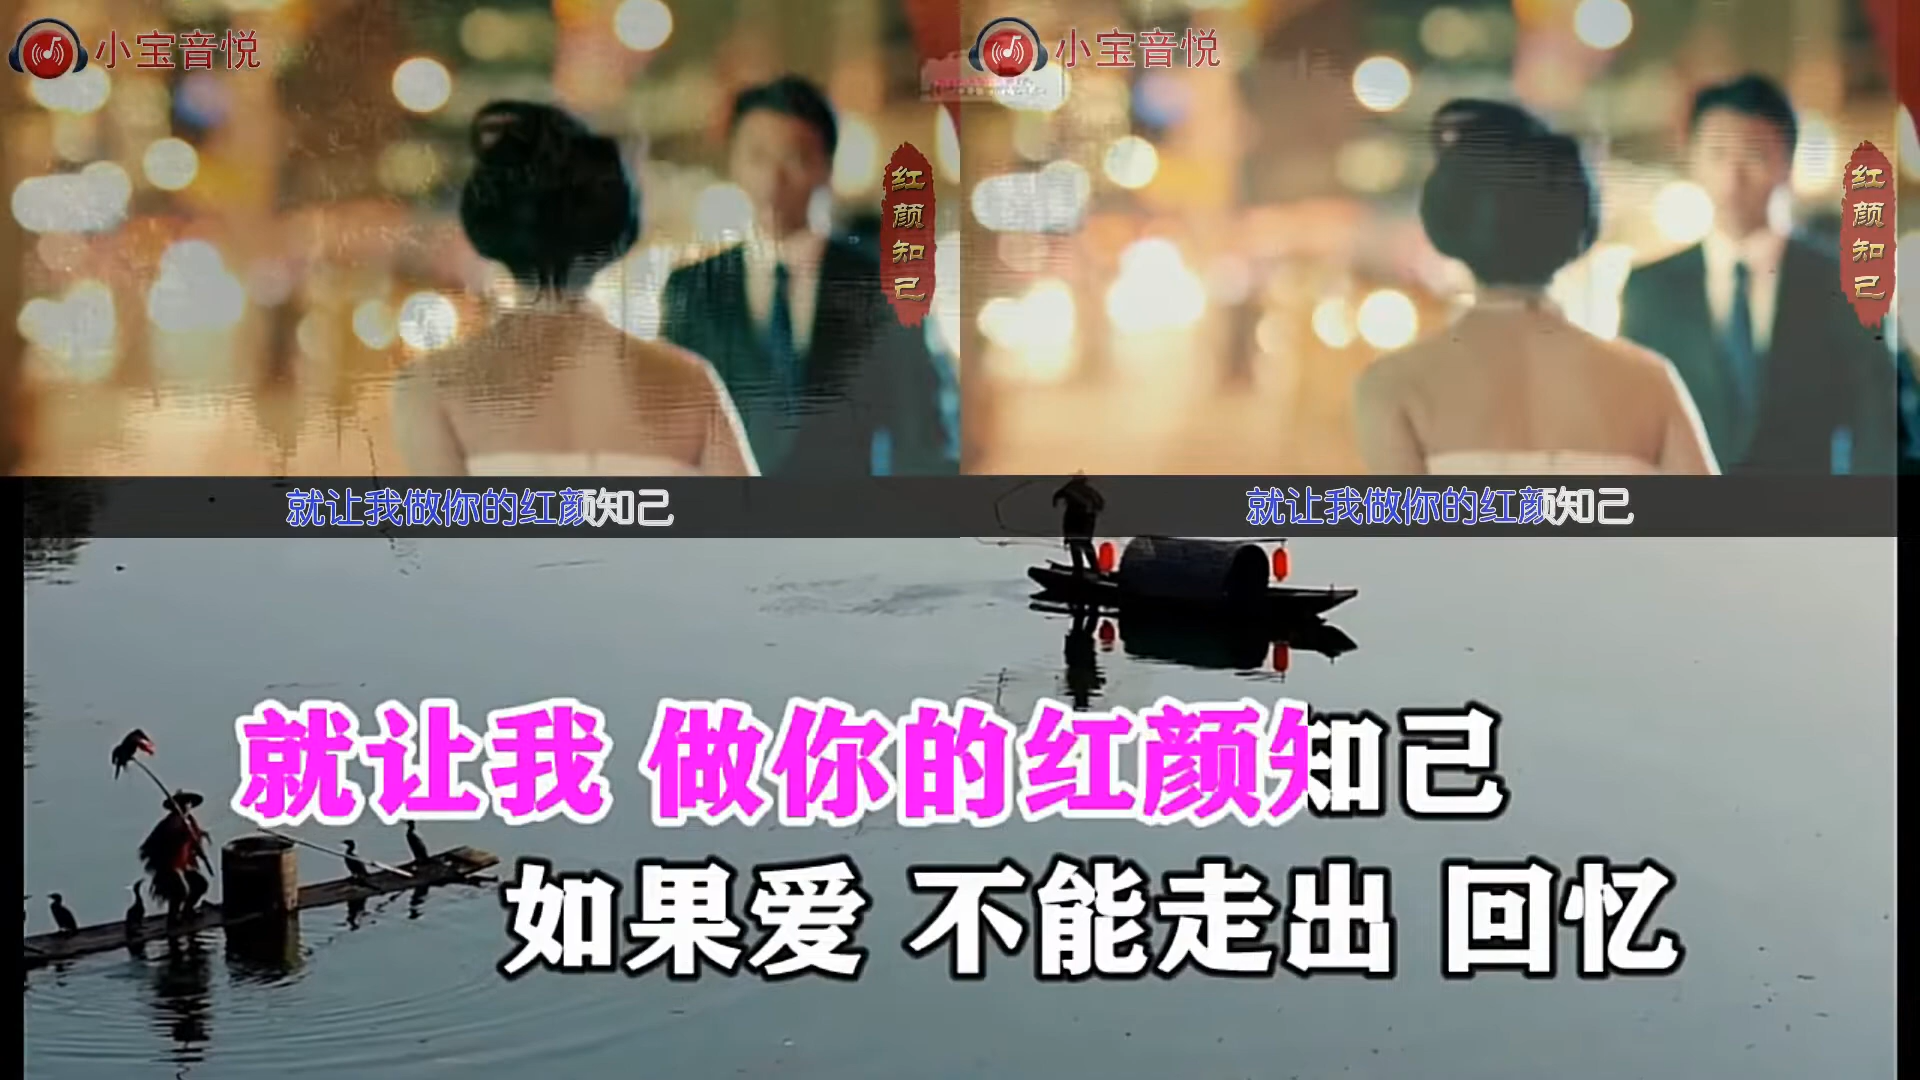 小宝音悦
小宝音悦
红颜知己
红颜知己
就让我做你的红颜知己
就让我做你的红颜知己
就让我 做你的红颜知己
如果爱 不能走出 回忆